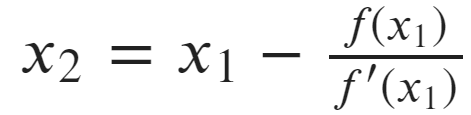 x₂ = x₁ − f(x₁) / f′(x₁)